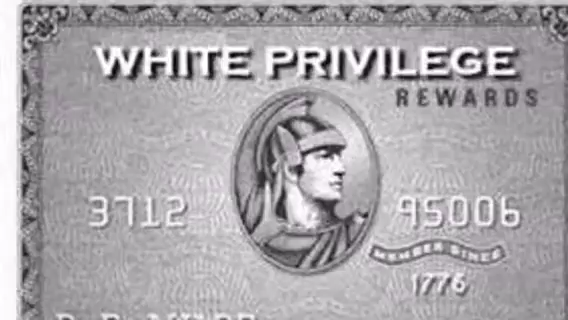 WHITE PRIVILEGE
REWARDS
3712 95006
MEMBER SINCE
1776